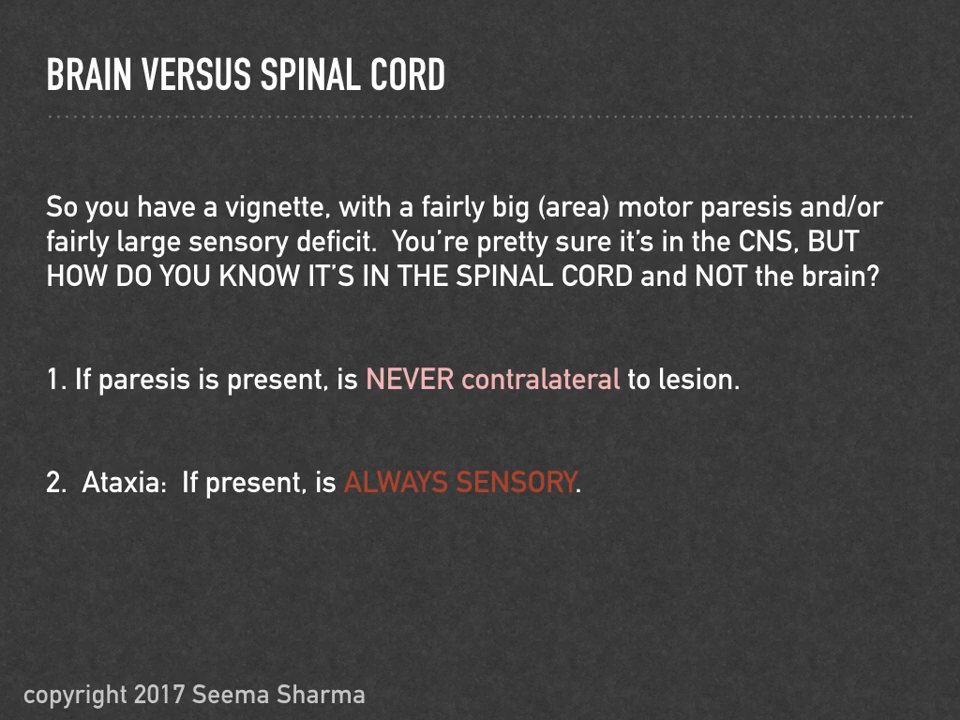 BRAIN VERSUS SPINAL CORD
So you have a vignette, with a fairly big (area) motor paresis and/or
fairly large sensory deficit.  You're pretty sure it's in the CNS, BUT
HOW DO YOU KNOW IT'S IN THE SPINAL CORD and NOT the brain?
1. If paresis is present, is NEVER contralateral to lesion.
2.  Ataxia:  If present, is ALWAYS SENSORY.
copyright 2017 Seema Sharma